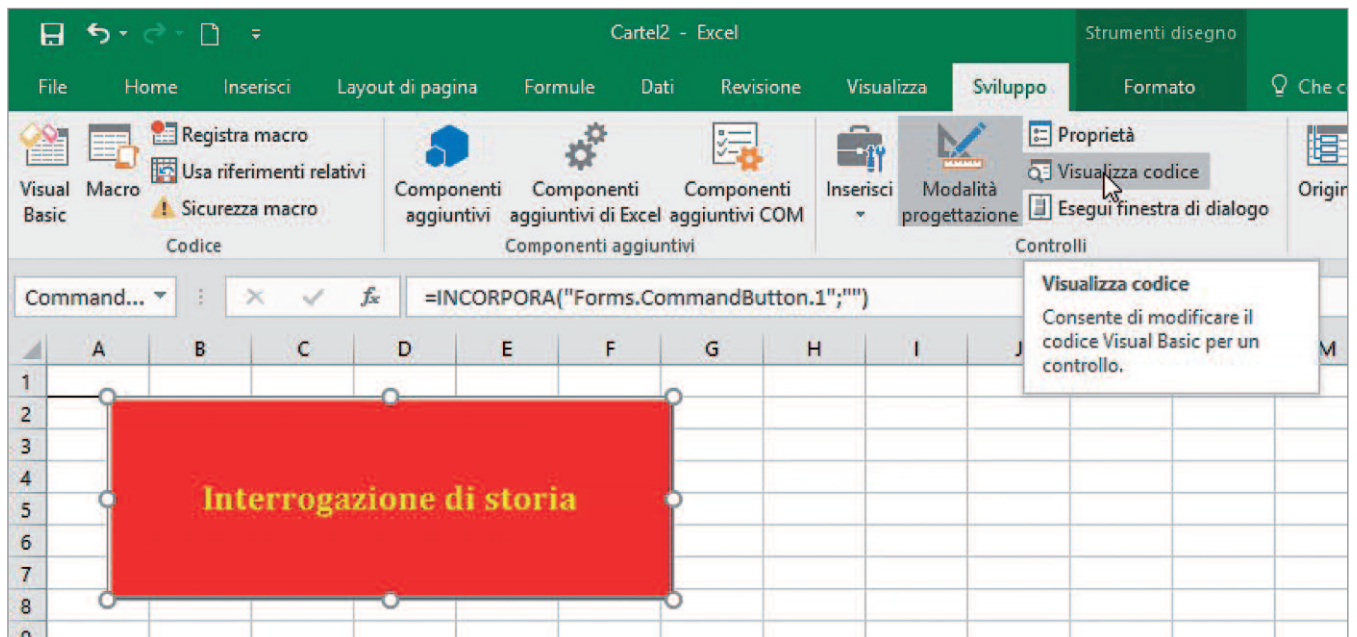 Cartel2 - Excel
Strumenti disegno
File Home Inserisci Layout di pagina Formule Dati Revisione Visualizza Sviluppo Formato Che c
Visual Basic
Macro
Registra macro
Usa riferimenti relativi
Sicurezza macro
Codice
Componenti aggiuntivi
Componenti aggiuntivi di Excel
Componenti aggiuntivi COM
Componenti aggiuntivi
Inserisci
Modalità progettazione
Proprietà
Visualizza codice
Esegui finestra di dialogo
Controlli
Origin
Command...
fx
=INCORPORA("Forms.CommandButton.1";"")
Visualizza codice
Consente di modificare il
codice Visual Basic per un
controllo.
A B C D E F G H I J M
1
2
3
4
5
6
7
8
9
Interrogazione di storia